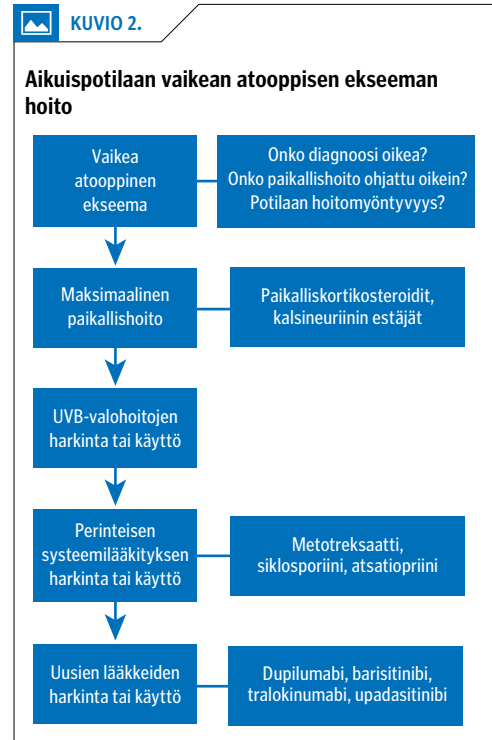 KUVIO 2.
Aikuispotilaan vaikean atooppisen ekseeman
hoito
Vaikea
atooppinen
ekseema
Onko diagnoosi oikea?
Onko paikallishoito ohjattu oikein?
Potilaan hoitomyöntyvyys?
Maksimaalinen
paikallishoito
Paikalliskortikosteroidit,
kalsineuriinin estäjät
UVB-valohoitojen
harkinta tai käyttö
Perinteisen
systeemilääkityksen
harkinta tai käyttö
Metotreksaatti,
siklosporiini, atsatiopriini
Uusien lääkkeiden
harkinta tai käyttö
Dupilumabi, barisitinibi,
tralokinumabi, upadasitinibi